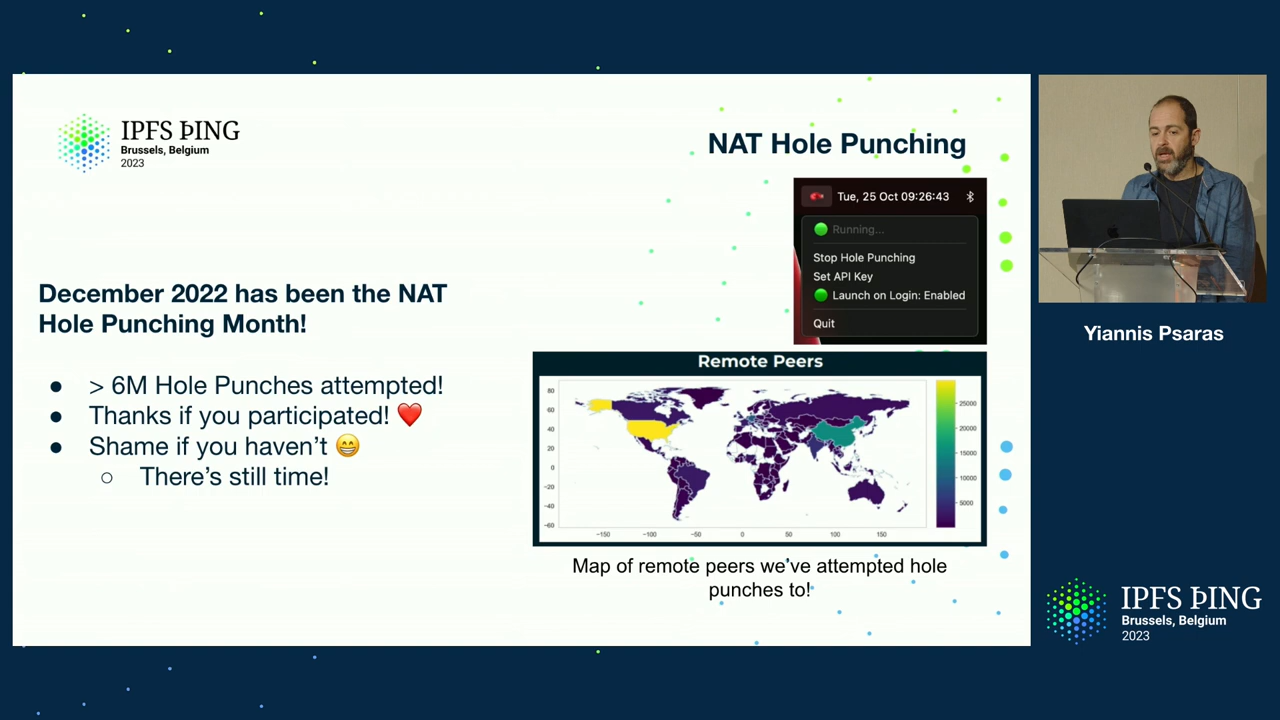 IPFS ÞING
Brussels, Belgium
2023
NAT Hole Punching
Tue, 25 Oct 09:26:43
Running...
Stop Hole Punching
Set API Key
Launch on Login: Enabled
Quit
December 2022 has been the NAT
Hole Punching Month!
● > 6M Hole Punches attempted!
● Thanks if you participated! ❤️
● Shame if you haven’t 😁
○ There’s still time!
Remote Peers
80
60
40
20
0
−20
−40
−60
−150 −100 −50 0 50 100 150
25000
20000
15000
10000
5000
Map of remote peers we’ve attempted hole
punches to!
Yiannis Psaras
IPFS ÞING
Brussels, Belgium
2023